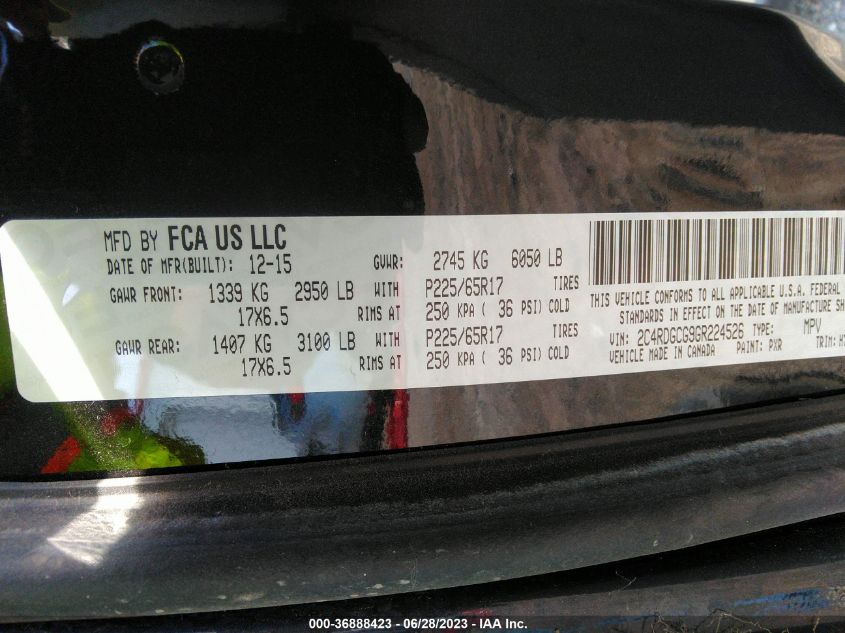 MFD BY FCA US LLC
DATE OF MFR(BUILT): 12-15 GVWR: 2745 KG 6050 LB
GAWR FRONT: 1339 KG 2950 LB WITH P225/65R17 TIRES
17X6.5 RIMS AT 250 KPA ( 36 PSI) COLD
GAWR REAR: 1407 KG 3100 LB WITH P225/65R17 TIRES
17X6.5 RIMS AT 250 KPA ( 36 PSI) COLD
THIS VEHICLE CONFORMS TO ALL APPLICABLE U.S.A. FEDERAL
STANDARDS IN EFFECT ON THE DATE OF MANUFACTURE
VIN: 2C4RDGCG9GR224526 TYPE: MPV
VEHICLE MADE IN CANADA PAINT: PXR TRIM:
000-36888423 - 06/28/2023 - IAA Inc.